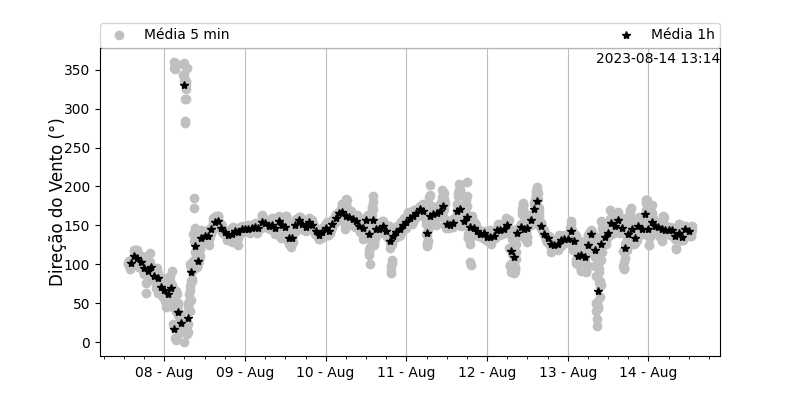 Média 5 min
Média 1h
2023-08-14 13:14
Direção do Vento (°)
350
300
250
200
150
100
50
0
08 - Aug
09 - Aug
10 - Aug
11 - Aug
12 - Aug
13 - Aug
14 - Aug